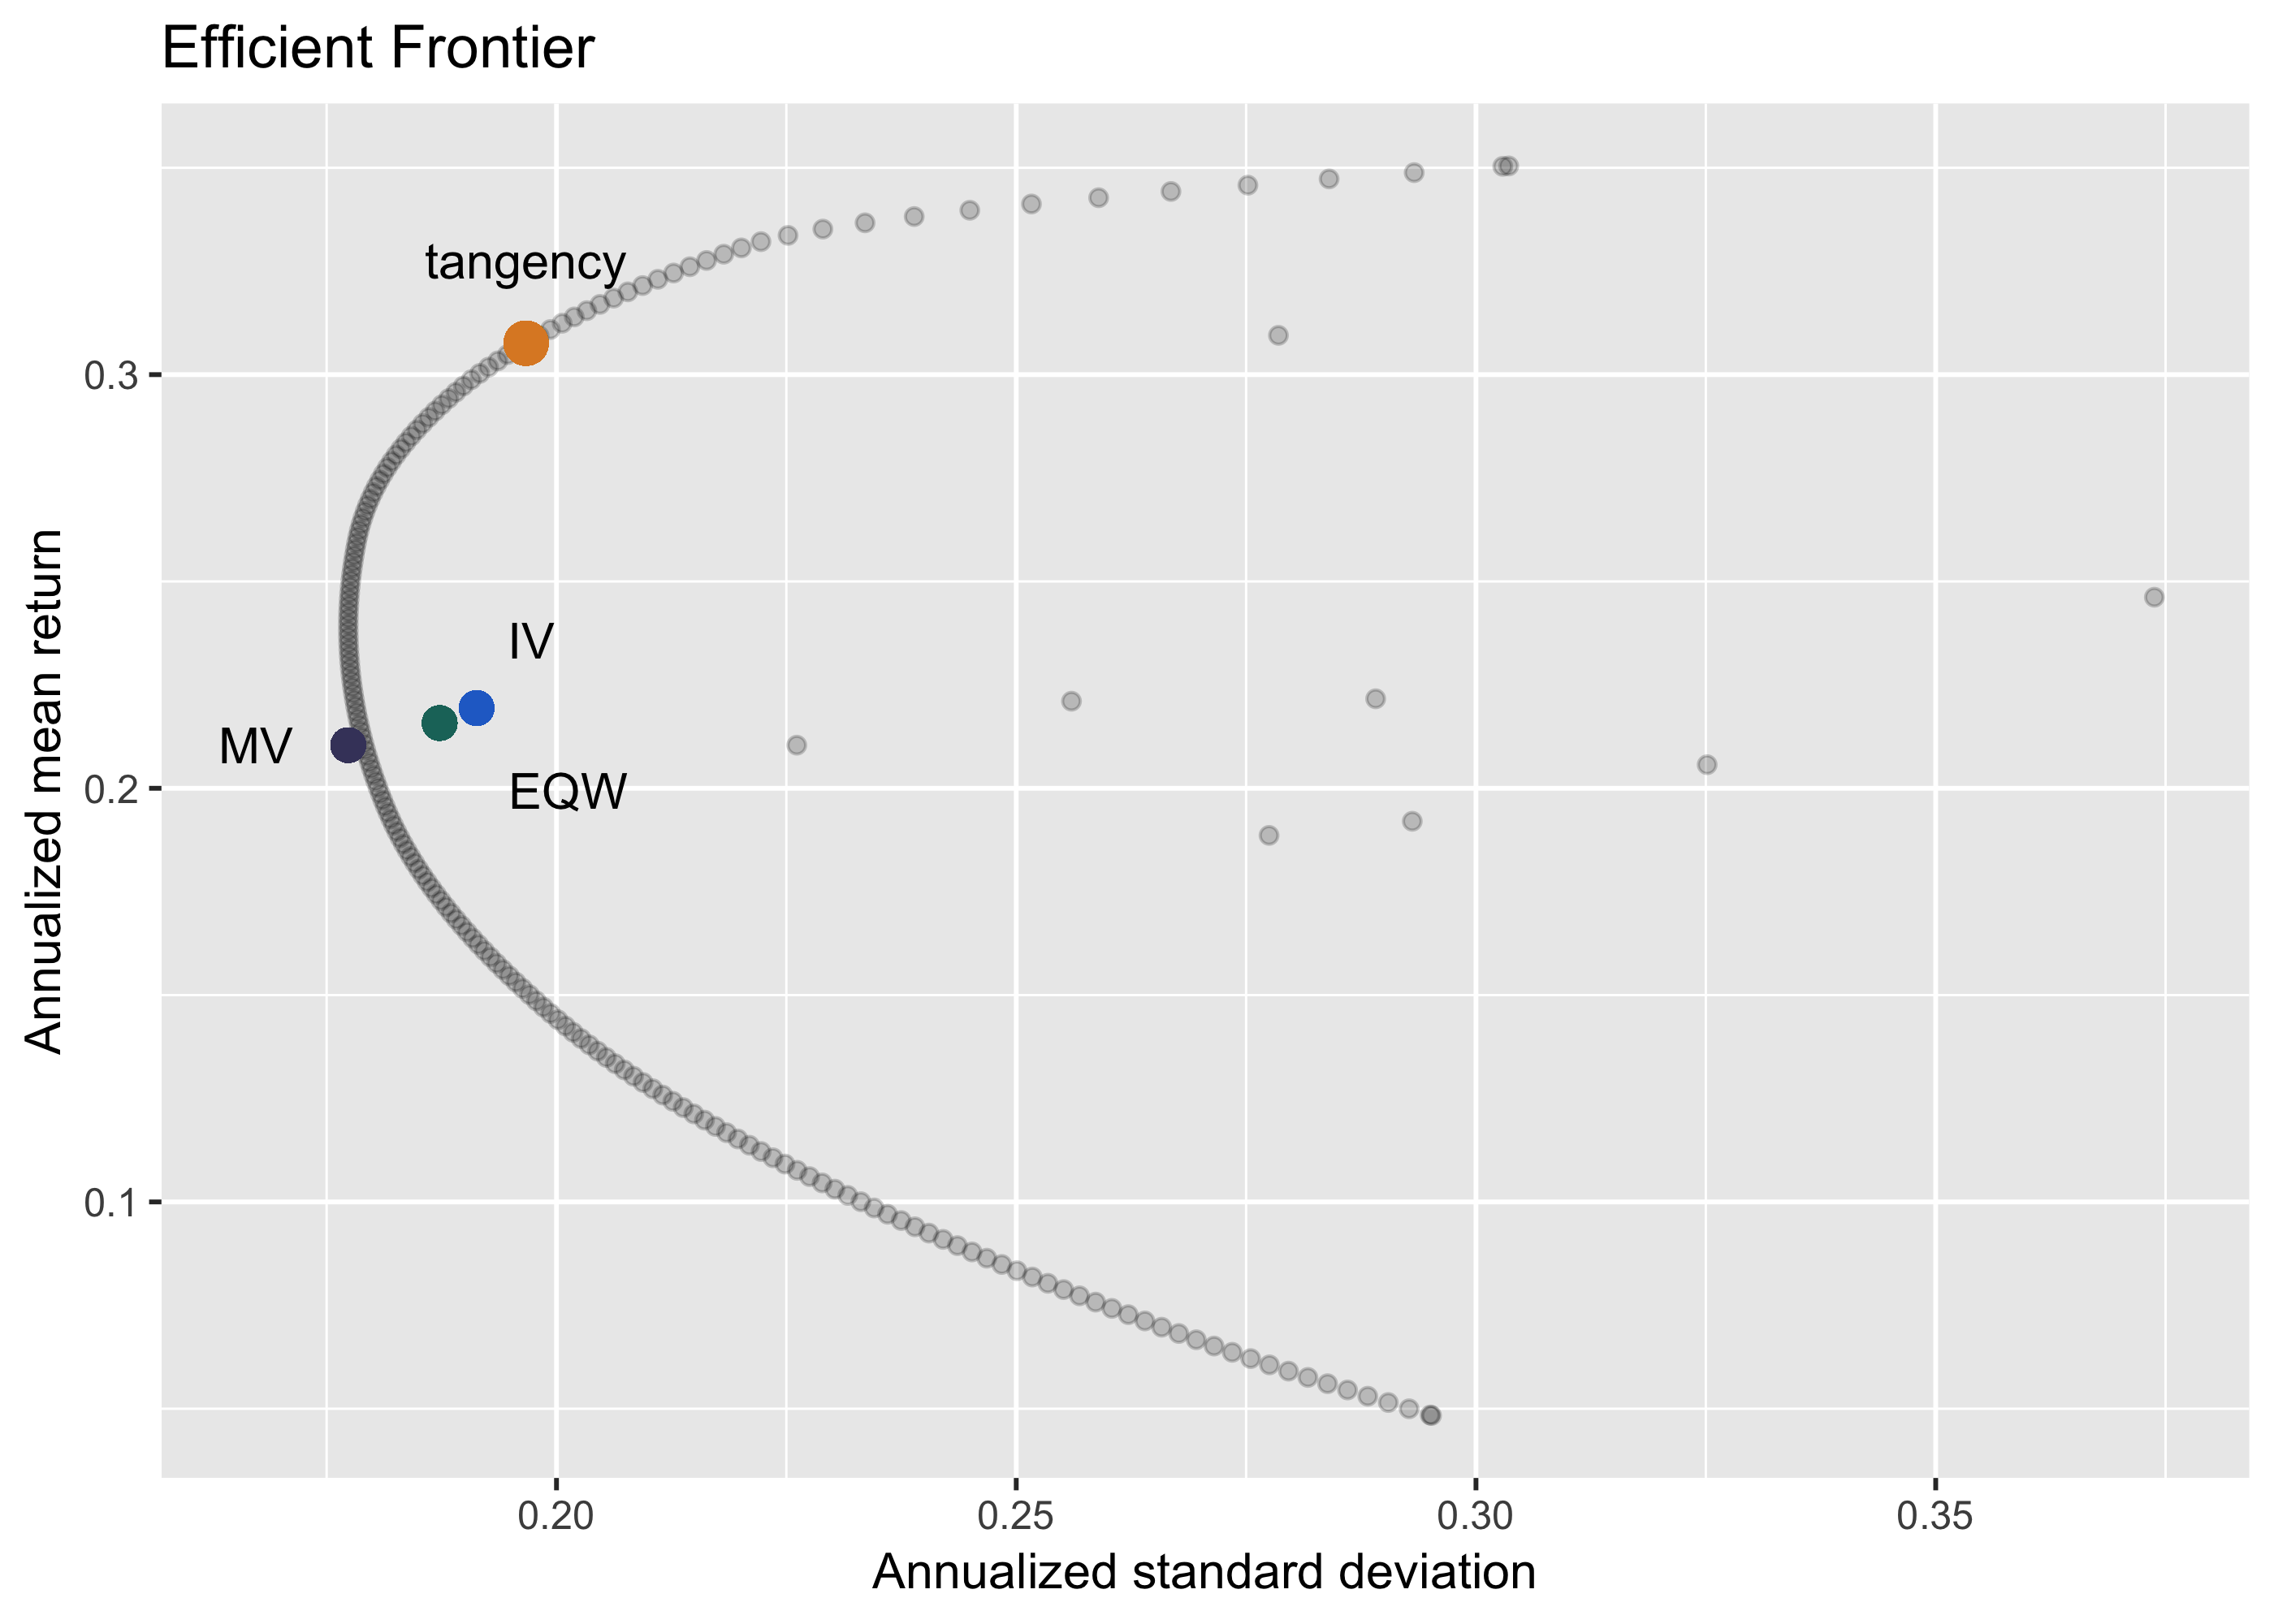 Efficient Frontier
tangency
IV
MV
EQW
Annualized mean return
0.3
0.2
0.1
0.20
0.25
0.30
0.35
Annualized standard deviation